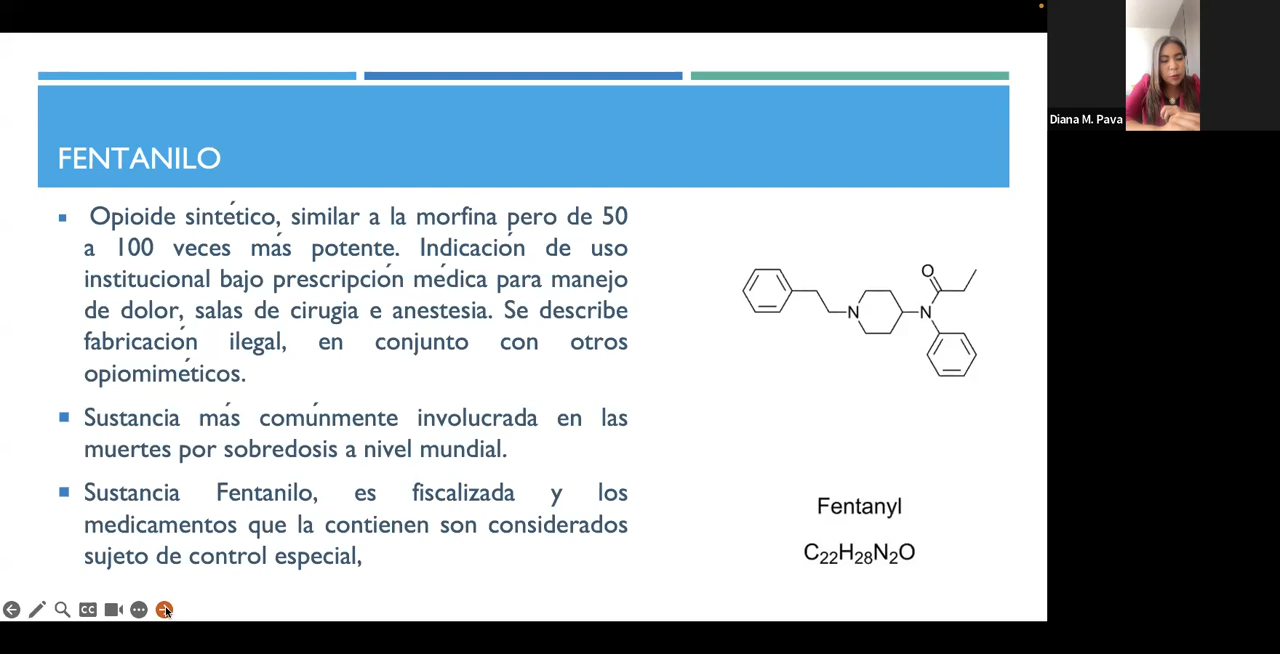 FENTANILO
Opioide sintético, similar a la morfina pero de 50
a 100 veces más potente. Indicación de uso
institucional bajo prescripción médica para manejo
de dolor, salas de cirugia e anestesia. Se describe
fabricación ilegal, en conjunto con otros
opiomiméticos.
Sustancia más comúnmente involucrada en las
muertes por sobredosis a nivel mundial.
Sustancia Fentanilo, es fiscalizada y los
medicamentos que la contienen son considerados
sujeto de control especial,
O
N
N
Fentanyl
C₂₂H₂₈N₂O
CC
Diana M. Pava